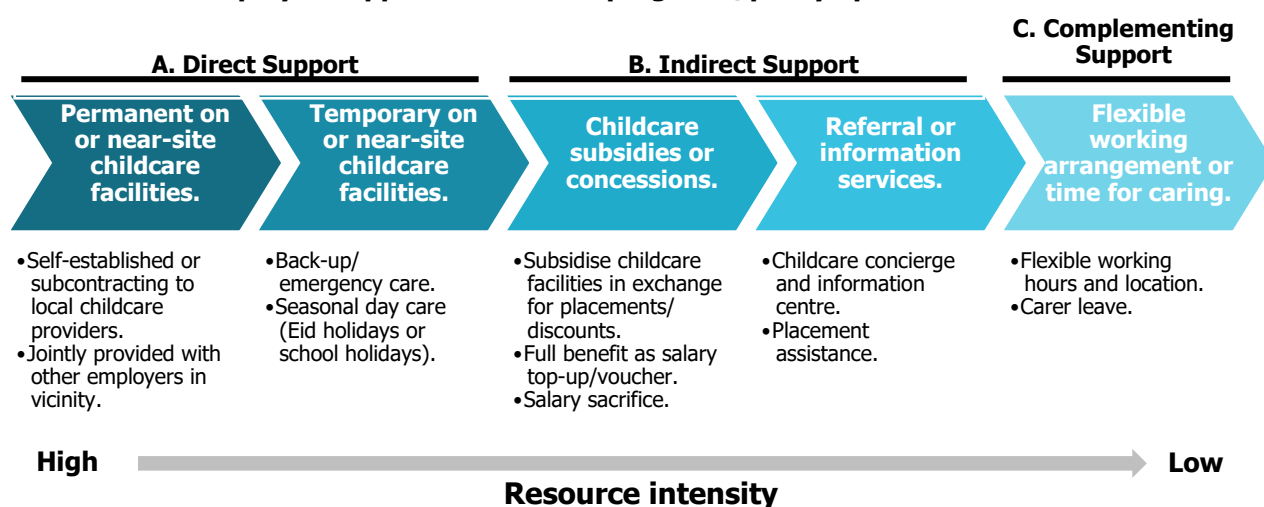 A. Direct Support
B. Indirect Support
C. Complementing
Support
Permanent on
or near-site
childcare
facilities.
Temporary on
or near-site
childcare
facilities.
Childcare
subsidies or
concessions.
Referral or
information
services.
Flexible
working
arrangement or
time for caring.
•Self-established or
subcontracting to
local childcare
providers.
•Jointly provided with
other employers in
vicinity.
•Back-up/
emergency care.
•Seasonal day care
(Eid holidays or
school holidays).
•Subsidise childcare
facilities in exchange
for placements/
discounts.
•Full benefit as salary
top-up/voucher.
•Salary sacrifice.
•Childcare concierge
and information
centre.
•Placement
assistance.
•Flexible working
hours and location.
•Carer leave.
High
Low
Resource intensity